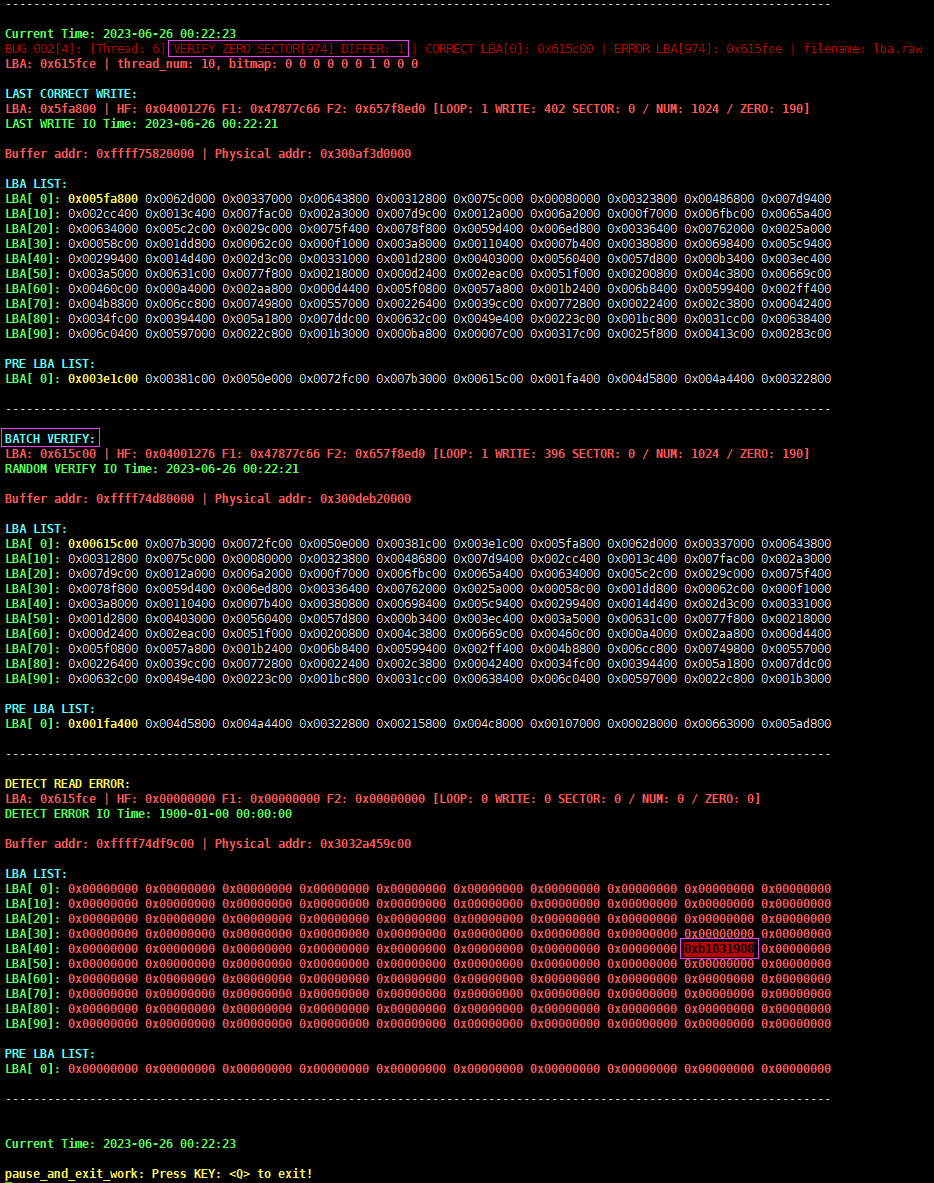 --------------------------------------------------------------------------------------------------------------
Current Time: 2023-06-26 00:22:23
BUG 002[4]: [Thread: 6] VERIFY ZERO SECTOR[974] DIFFER: 1 | CORRECT LBA[0]: 0x615c00 | ERROR LBA[974]: 0x615fce | filename: lba.raw
LBA: 0x615fce | thread_num: 10, bitmap: 0 0 0 0 0 0 1 0 0 0
LAST CORRECT WRITE:
LBA: 0x5fa800 | HF: 0x04001276 F1: 0x47877c66 F2: 0x657f8ed0 [LOOP: 1 WRITE: 402 SECTOR: 0 / NUM: 1024 / ZERO: 190]
LAST WRITE IO Time: 2023-06-26 00:22:21
Buffer addr: 0xffff75820000 | Physical addr: 0x300af3d0000
LBA LIST:
LBA[ 0]: 0x005fa800 0x0062d000 0x00337000 0x00643800 0x00312800 0x0075c000 0x00080000 0x00323800 0x00486800 0x007d9400
LBA[10]: 0x002cc400 0x0013c400 0x007fac00 0x002a3000 0x007d9c00 0x0012a000 0x006a2000 0x000f7000 0x006fbc00 0x0065a400
LBA[20]: 0x00634000 0x005c2c00 0x0029c000 0x0075f400 0x0078f800 0x0059d400 0x006ed800 0x00336400 0x00762000 0x0025a000
LBA[30]: 0x00058c00 0x001dd800 0x00062c00 0x000f1000 0x003a8000 0x00110400 0x0007b400 0x00380800 0x00698400 0x005c9400
LBA[40]: 0x00299400 0x0014d400 0x002d3c00 0x00331000 0x001d2800 0x00403000 0x00560400 0x0057d800 0x000b3400 0x003ec400
LBA[50]: 0x003a5000 0x00631c00 0x0077f800 0x00218000 0x000d2400 0x002eac00 0x0051f000 0x00200800 0x004c3800 0x00669c00
LBA[60]: 0x00460c00 0x000a4000 0x002aa800 0x000d4400 0x005f0800 0x0057a800 0x001b2400 0x006b8400 0x00599400 0x002ff400
LBA[70]: 0x004b8800 0x006cc800 0x00749800 0x00557000 0x00226400 0x0039cc00 0x00772800 0x00022400 0x002c3800 0x00042400
LBA[80]: 0x0034fc00 0x00394400 0x005a1800 0x007ddc00 0x00632c00 0x0049e400 0x00223c00 0x001bc800 0x0031cc00 0x00638400
LBA[90]: 0x006c0400 0x00597000 0x0022c800 0x001b3000 0x000ba800 0x00007c00 0x00317c00 0x0025f800 0x00413c00 0x00283c00
PRE LBA LIST:
LBA[ 0]: 0x003e1c00 0x00381c00 0x0050e000 0x0072fc00 0x007b3000 0x00615c00 0x001fa400 0x004d5800 0x004a4400 0x00322800
--------------------------------------------------------------------------------------------------------------
BATCH VERIFY:
LBA: 0x615c00 | HF: 0x04001276 F1: 0x47877c66 F2: 0x657f8ed0 [LOOP: 1 WRITE: 396 SECTOR: 0 / NUM: 1024 / ZERO: 190]
RANDOM VERIFY IO Time: 2023-06-26 00:22:21
Buffer addr: 0xffff74d80000 | Physical addr: 0x300deb20000
LBA LIST:
LBA[ 0]: 0x00615c00 0x007b3000 0x0072fc00 0x0050e000 0x00381c00 0x003e1c00 0x005fa800 0x0062d000 0x00337000 0x00643800
LBA[10]: 0x00312800 0x0075c000 0x00080000 0x00323800 0x00486800 0x007d9400 0x002cc400 0x0013c400 0x007fac00 0x002a3000
LBA[20]: 0x007d9c00 0x0012a000 0x006a2000 0x000f7000 0x006fbc00 0x0065a400 0x00634000 0x005c2c00 0x0029c000 0x0075f400
LBA[30]: 0x0078f800 0x0059d400 0x006ed800 0x00336400 0x00762000 0x0025a000 0x00058c00 0x001dd800 0x00062c00 0x000f1000
LBA[40]: 0x003a8000 0x00110400 0x0007b400 0x00380800 0x00698400 0x005c9400 0x00299400 0x0014d400 0x002d3c00 0x00331000
LBA[50]: 0x001d2800 0x00403000 0x00560400 0x0057d800 0x000b3400 0x003ec400 0x003a5000 0x00631c00 0x0077f800 0x00218000
LBA[60]: 0x000d2400 0x002eac00 0x0051f000 0x00200800 0x004c3800 0x00669c00 0x00460c00 0x000a4000 0x002aa800 0x000d4400
LBA[70]: 0x005f0800 0x0057a800 0x001b2400 0x006b8400 0x00599400 0x002ff400 0x004b8800 0x006cc800 0x00749800 0x00557000
LBA[80]: 0x00226400 0x0039cc00 0x00772800 0x00022400 0x002c3800 0x00042400 0x0034fc00 0x00394400 0x005a1800 0x007ddc00
LBA[90]: 0x00632c00 0x0049e400 0x00223c00 0x001bc800 0x0031cc00 0x00638400 0x006c0400 0x00597000 0x0022c800 0x001b3000
PRE LBA LIST:
LBA[ 0]: 0x001fa400 0x004d5800 0x004a4400 0x00322800 0x00215800 0x004c8000 0x00107000 0x00028000 0x00663000 0x005ad800
--------------------------------------------------------------------------------------------------------------
DETECT READ ERROR:
LBA: 0x615fce | HF: 0x00000000 F1: 0x00000000 F2: 0x00000000 [LOOP: 0 WRITE: 0 SECTOR: 0 / NUM: 0 / ZERO: 0]
DETECT ERROR IO Time: 1900-01-00 00:00:00
Buffer addr: 0xffff74df9c00 | Physical addr: 0x3032a459c00
LBA LIST:
LBA[ 0]: 0x00000000 0x00000000 0x00000000 0x00000000 0x00000000 0x00000000 0x00000000 0x00000000 0x00000000 0x00000000
LBA[10]: 0x00000000 0x00000000 0x00000000 0x00000000 0x00000000 0x00000000 0x00000000 0x00000000 0x00000000 0x00000000
LBA[20]: 0x00000000 0x00000000 0x00000000 0x00000000 0x00000000 0x00000000 0x00000000 0x00000000 0x00000000 0x00000000
LBA[30]: 0x00000000 0x00000000 0x00000000 0x00000000 0x00000000 0x00000000 0x00000000 0x00000000 0x00000000 0x00000000
LBA[40]: 0x00000000 0x00000000 0x00000000 0x00000000 0x00000000 0x00000000 0x00000000 0x00000000 0xb1031988 0x00000000
LBA[50]: 0x00000000 0x00000000 0x00000000 0x00000000 0x00000000 0x00000000 0x00000000 0x00000000 0x00000000 0x00000000
LBA[60]: 0x00000000 0x00000000 0x00000000 0x00000000 0x00000000 0x00000000 0x00000000 0x00000000 0x00000000 0x00000000
LBA[70]: 0x00000000 0x00000000 0x00000000 0x00000000 0x00000000 0x00000000 0x00000000 0x00000000 0x00000000 0x00000000
LBA[80]: 0x00000000 0x00000000 0x00000000 0x00000000 0x00000000 0x00000000 0x00000000 0x00000000 0x00000000 0x00000000
LBA[90]: 0x00000000 0x00000000 0x00000000 0x00000000 0x00000000 0x00000000 0x00000000 0x00000000 0x00000000 0x00000000
PRE LBA LIST:
LBA[ 0]: 0x00000000 0x00000000 0x00000000 0x00000000 0x00000000 0x00000000 0x00000000 0x00000000 0x00000000 0x00000000
--------------------------------------------------------------------------------------------------------------
Current Time: 2023-06-26 00:22:23
pause_and_exit_work: Press KEY: <Q> to exit!